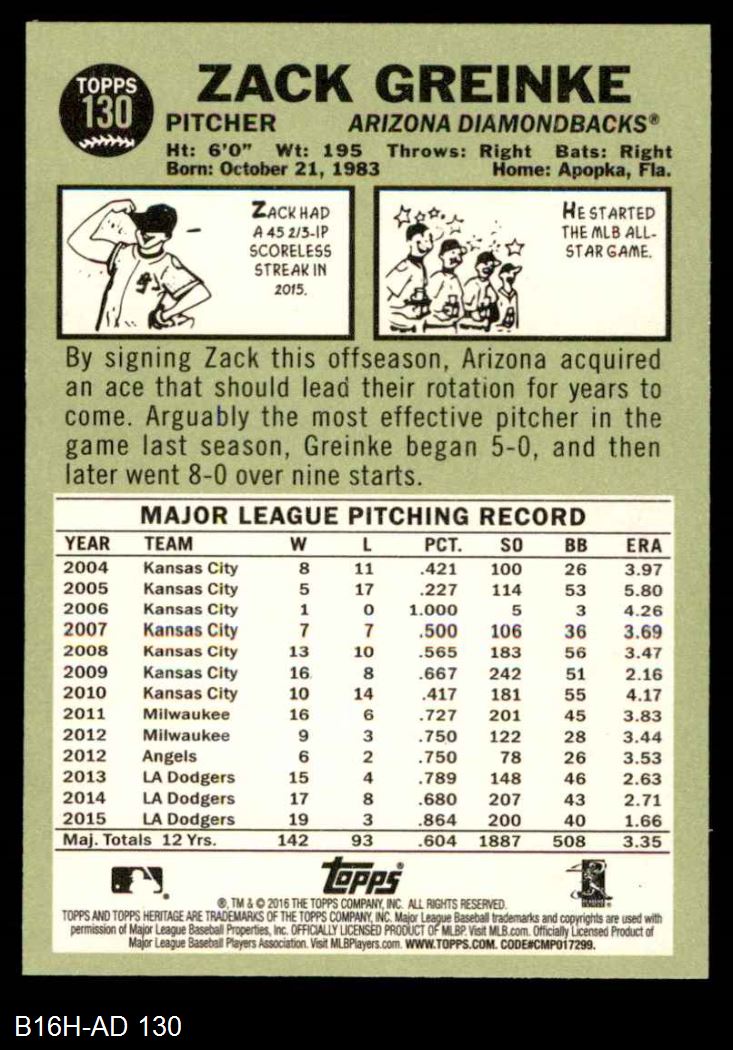 TOPPS
130
ZACK GREINKE
PITCHER ARIZONA DIAMONDBACKS®
Ht: 6'0" Wt: 195 Throws: Right Bats: Right
Born: October 21, 1983 Home: Apopka, Fla.
ZACK HAD
A 45 2/3-IP
SCORELESS
STREAK IN
2015.
HE STARTED
THE MLB ALL-
STAR GAME.
By signing Zack this offseason, Arizona acquired
an ace that should lead their rotation for years to
come. Arguably the most effective pitcher in the
game last season, Greinke began 5-0, and then
later went 8-0 over nine starts.
MAJOR LEAGUE PITCHING RECORD
YEAR TEAM W L PCT. SO BB ERA
2004 Kansas City 8 11 .421 100 26 3.97
2005 Kansas City 5 17 .227 114 53 5.80
2006 Kansas City 1 0 1.000 5 3 4.26
2007 Kansas City 7 7 .500 106 36 3.69
2008 Kansas City 13 10 .565 183 56 3.47
2009 Kansas City 16 8 .667 242 51 2.16
2010 Kansas City 10 14 .417 181 55 4.17
2011 Milwaukee 16 6 .727 201 45 3.83
2012 Milwaukee 9 3 .750 122 28 3.44
2012 Angels 6 2 .750 78 26 3.53
2013 LA Dodgers 15 4 .789 148 46 2.63
2014 LA Dodgers 17 8 .680 207 43 2.71
2015 LA Dodgers 19 3 .864 200 40 1.66
Maj. Totals 12 Yrs. 142 93 .604 1887 508 3.35
Topps®
®, TM & © 2016 THE TOPPS COMPANY, INC. ALL RIGHTS RESERVED.
TOPPS AND TOPPS HERITAGE ARE TRADEMARKS OF THE TOPPS COMPANY, INC. Major League Baseball trademarks and copyrights are used with
permission of Major League Baseball Properties, Inc. OFFICIALLY LICENSED PRODUCT OF MLBP. Visit MLB.com. Officially Licensed Product of
Major League Baseball Players Association. Visit MLBPlayers.com. WWW.TOPPS.COM. CODE#CMP017299.
B16H-AD 130